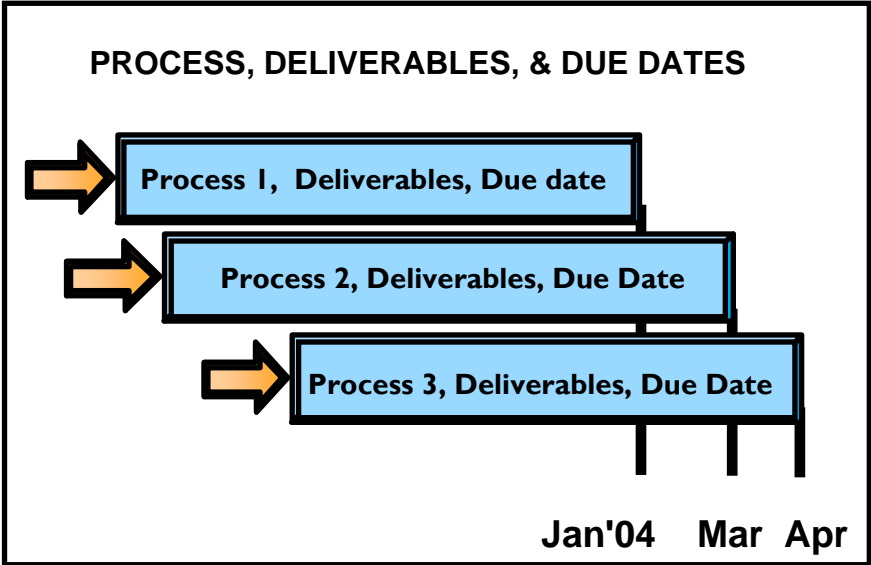 PROCESS, DELIVERABLES, & DUE DATES
Process 1, Deliverables, Due date
Process 2, Deliverables, Due Date
Process 3, Deliverables, Due Date
Jan'04 Mar Apr